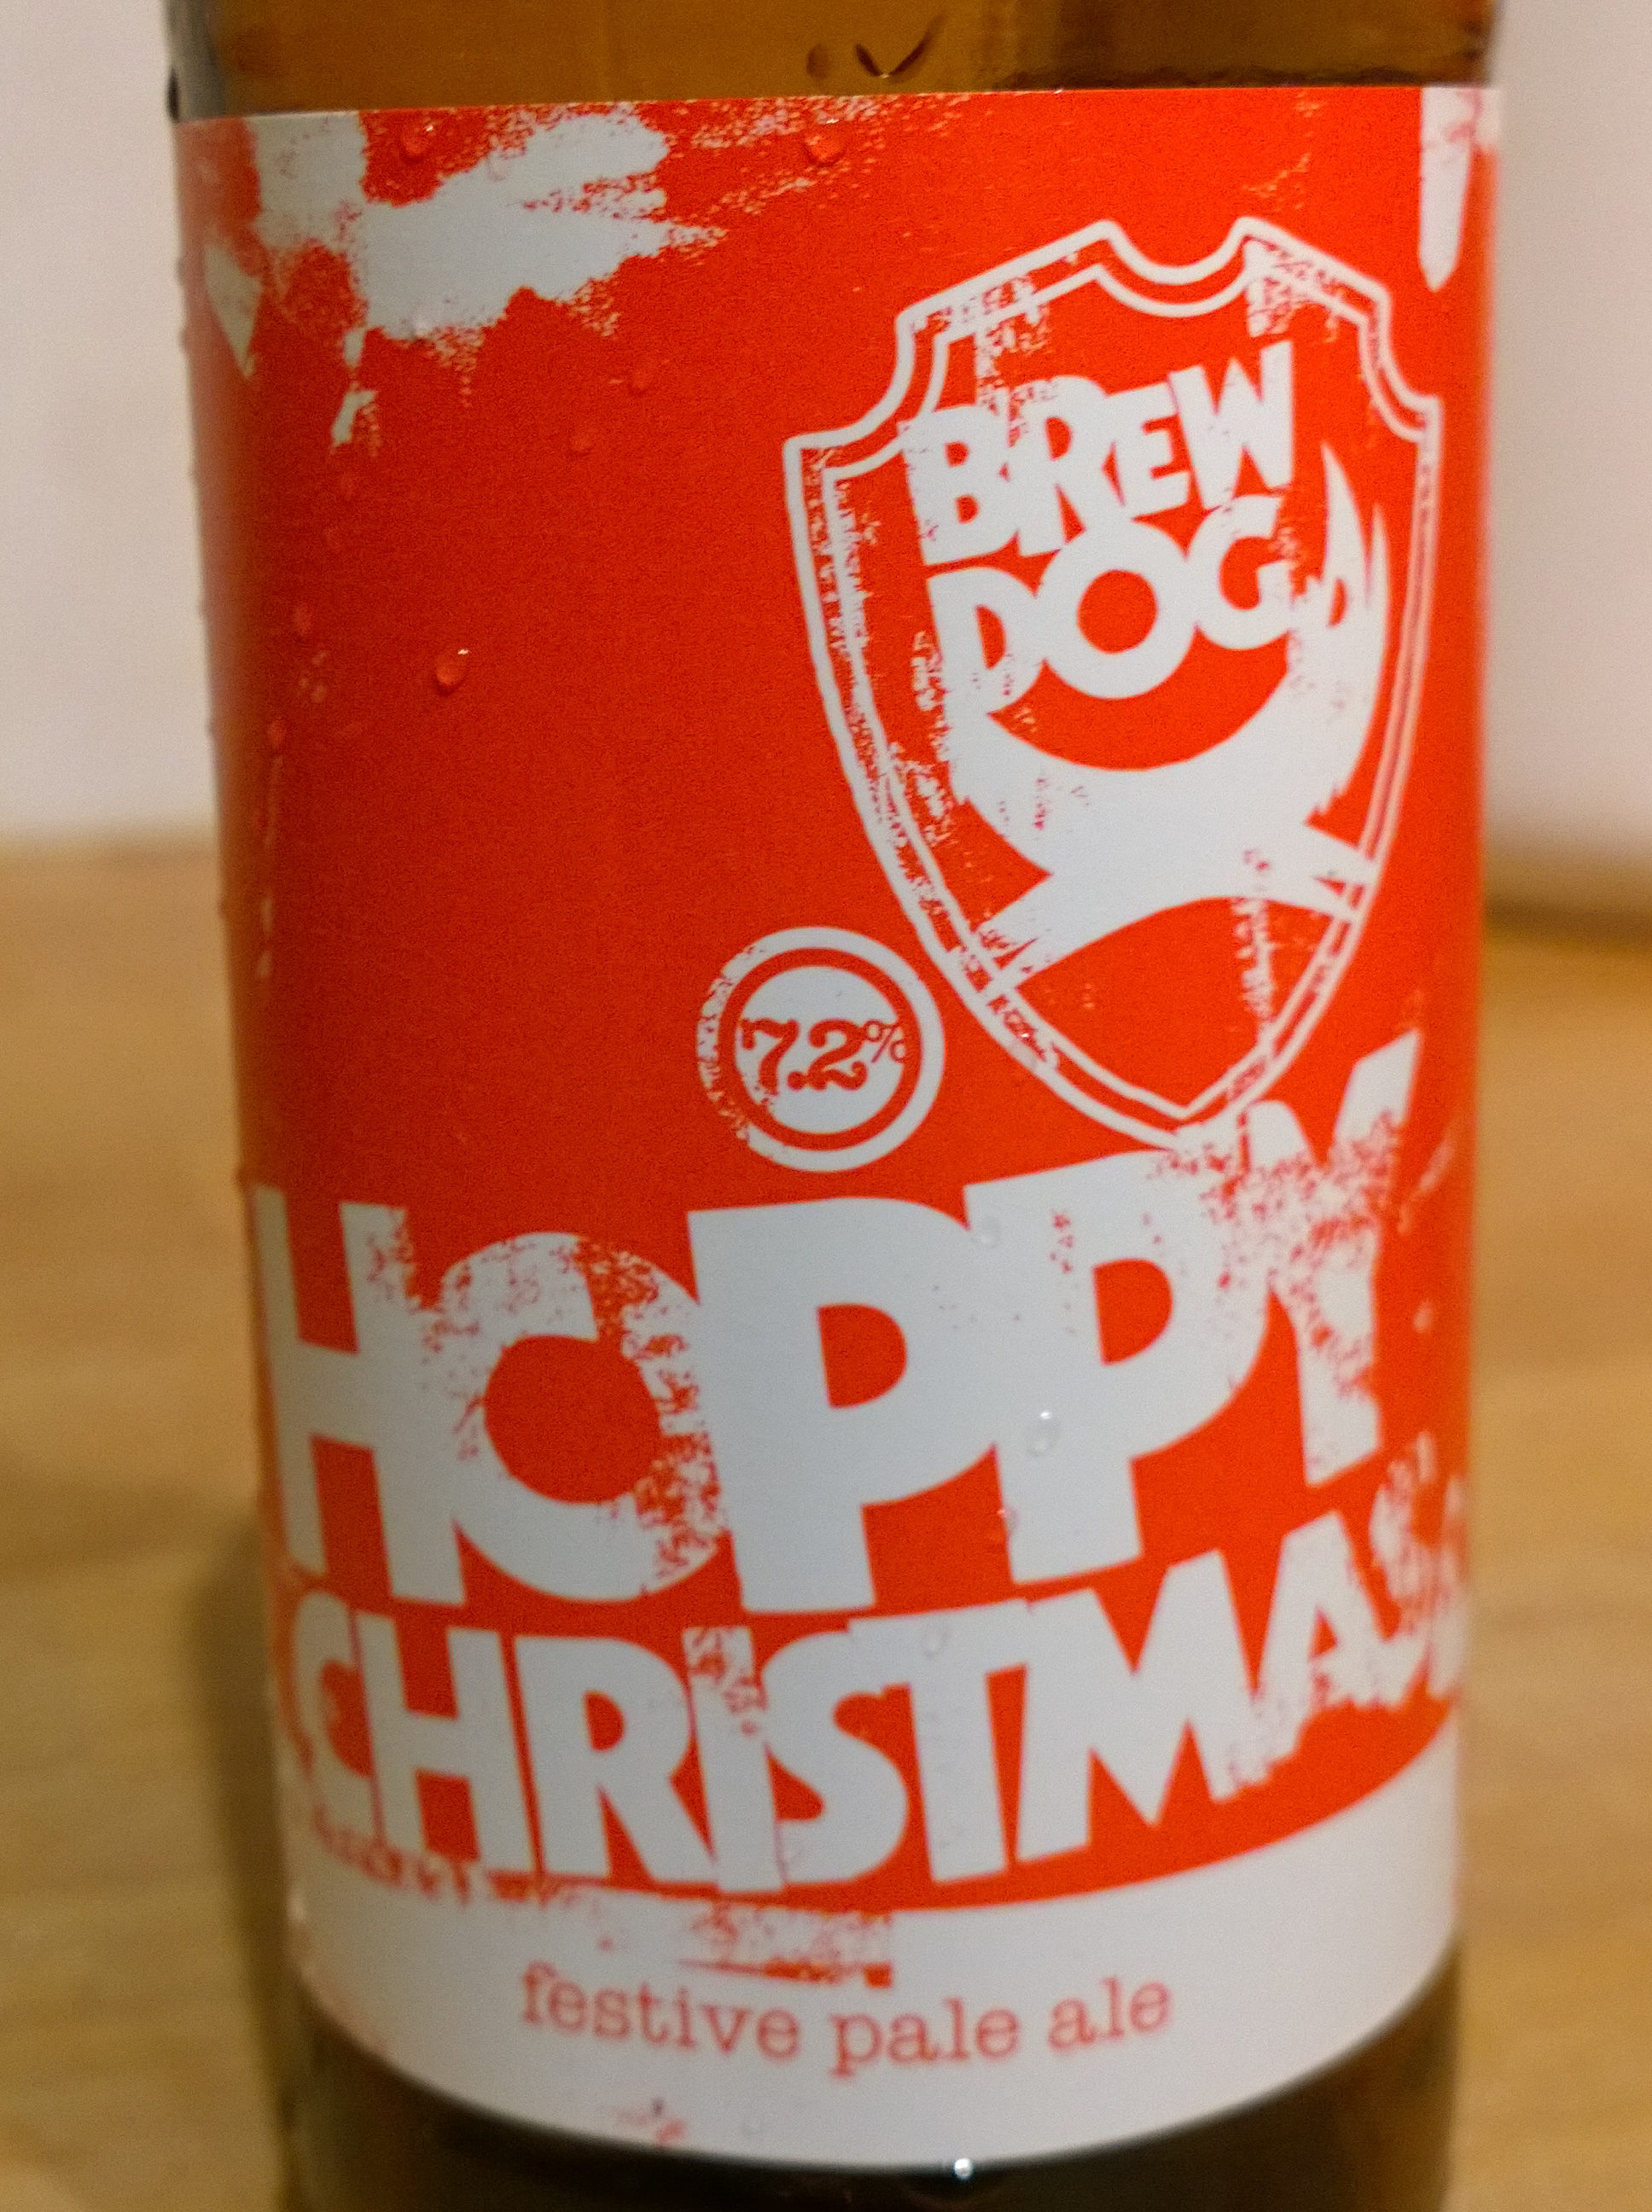 BREW
DOG
7.2%
HOPPY
CHRISTMAS
festive pale ale